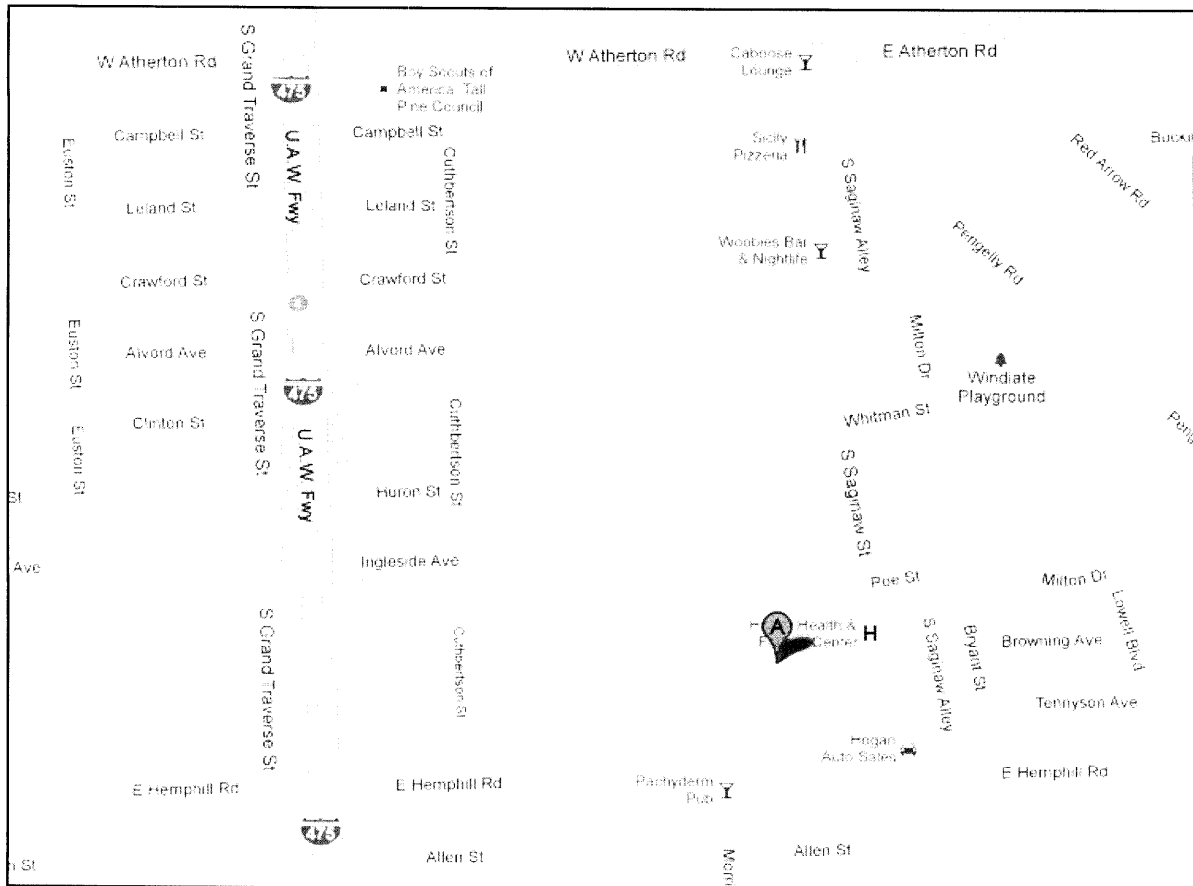 W Atherton Rd
S Grand Traverse St
475
Boy Scouts of
America Tall
Pine Council
W Atherton Rd
Caboose
Lounge
E Atherton Rd
Euston St
Campbell St
U.A.W. Fwy
Campbell St
Cuthbertson St
Sicily
Pizzeria
S Saginaw Alley
Red Arrow Rd
Leland St
Leland St
Woobies Bar
& Nightlife
Pengelly Rd
Crawford St
Crawford St
Euston St
Alvord Ave
S Grand Traverse St
Alvord Ave
Milton Dr
Windiate
Playground
475
Euston St
Clinton St
U.A.W. Fwy
Cuthbertson St
Whitman St
St
Huron St
S Saginaw St
Ave
Ingleside Ave
Poe St
Milton Dr
Lowell Blvd
S Grand Traverse St
Cuthbertson St
A
Health &
Center
H
S Saginaw Alley
Bryant St
Browning Ave
Tennyson Ave
Hogan
Auto Sales
E Hemphill Rd
E Hemphill Rd
Pachyderm
Pub
E Hemphill Rd
475
St
Allen St
Allen St